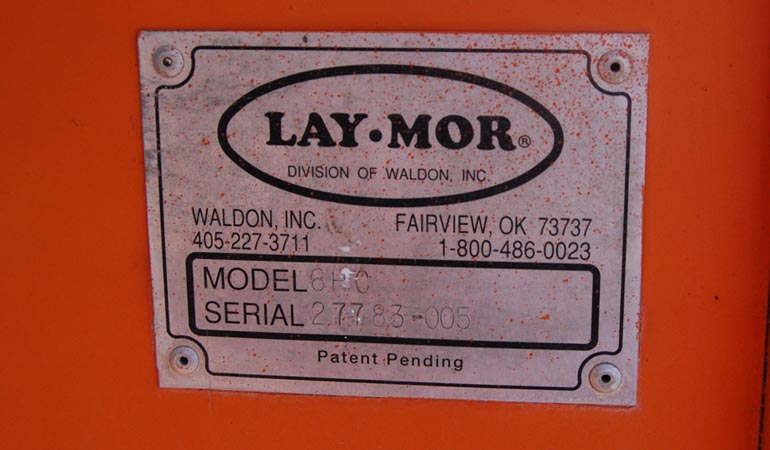 LAY·MOR®
DIVISION OF WALDON, INC.
WALDON, INC. FAIRVIEW, OK 73737
405-227-3711 1-800-486-0023
MODEL 6HC
SERIAL 27783-005
Patent Pending